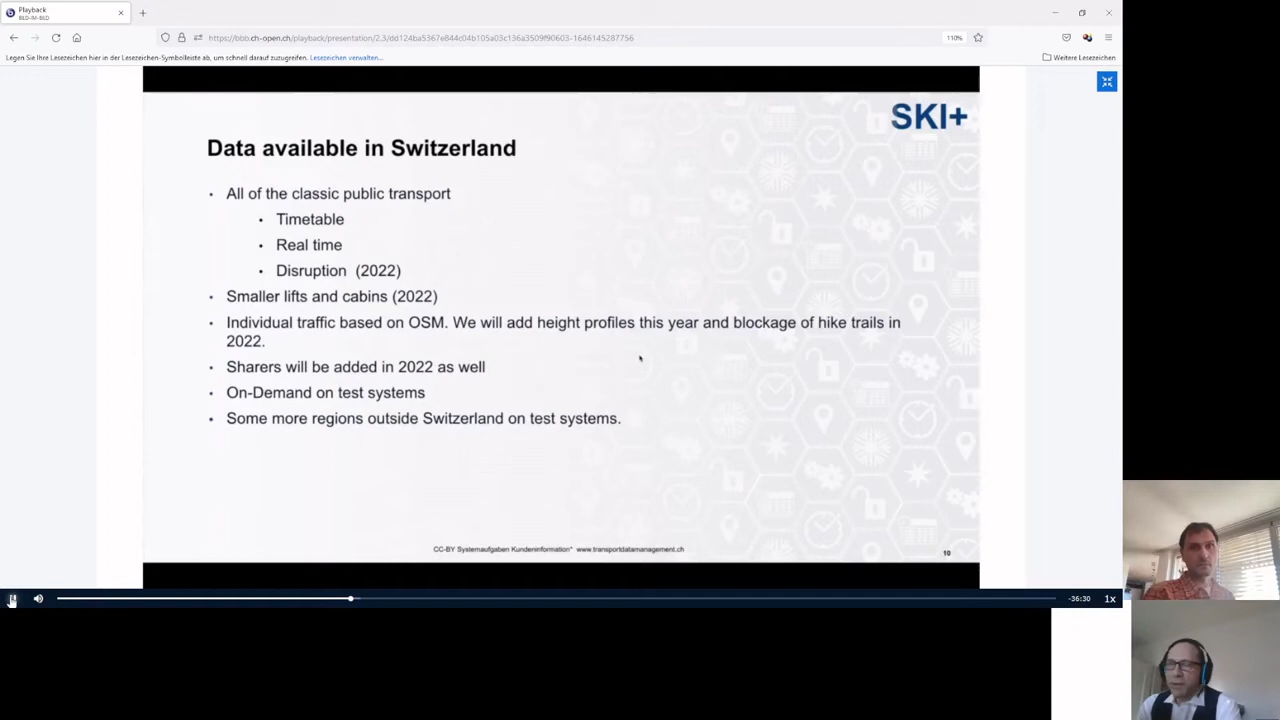 Playback
BILD-IM-BILD
https://bbb.ch-open.ch/playback/presentation/2.3/dd124ba5367e844c04b105a03c136a3509f90603-1646145287756
110%
Legen Sie Ihre Lesezeichen hier in der Lesezeichen-Symbolleiste ab, um schnell darauf zuzugreifen. Lesezeichen verwalten...
Weitere Lesezeichen
SKI+
Data available in Switzerland
• All of the classic public transport
• Timetable
• Real time
• Disruption (2022)
• Smaller lifts and cabins (2022)
• Individual traffic based on OSM. We will add height profiles this year and blockage of hike trails in
2022.
• Sharers will be added in 2022 as well
• On-Demand on test systems
• Some more regions outside Switzerland on test systems.
CC-BY Systemaufgaben Kundeninformation+ www.transportdatamanagement.ch
10
-36:30
1x